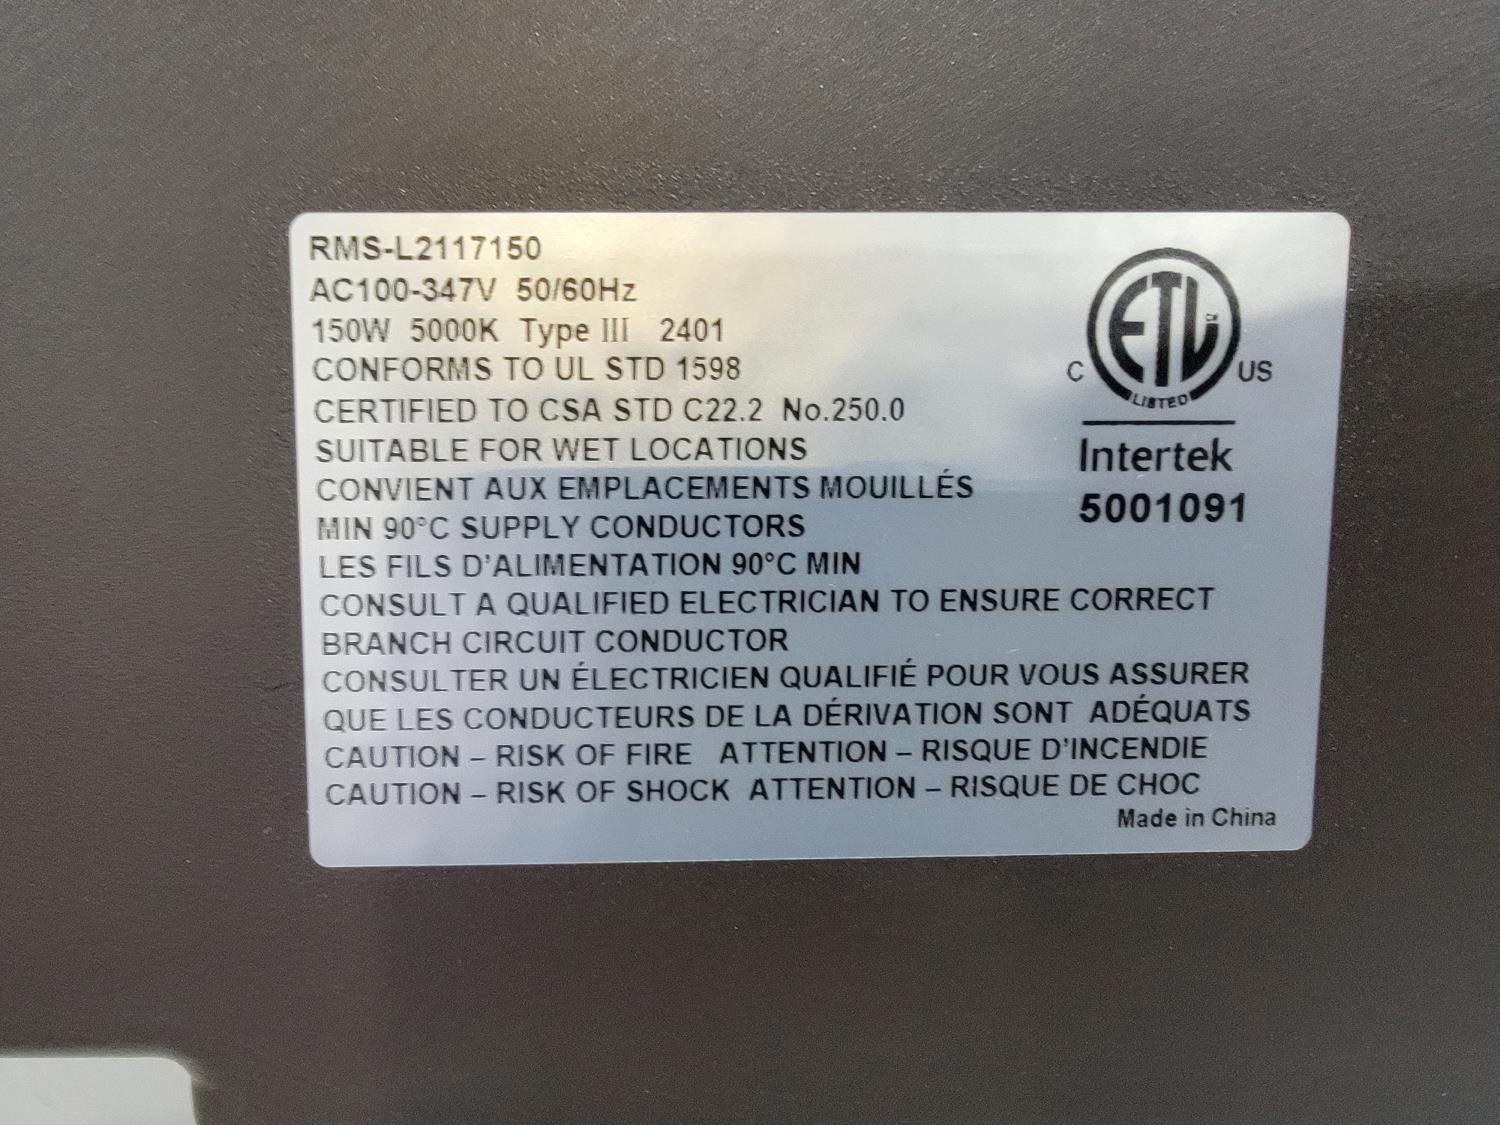 RMS-L2117150
AC100-347V 50/60Hz
150W 5000K Type III 2401
CONFORMS TO UL STD 1598
CERTIFIED TO CSA STD C22.2 No.250.0
SUITABLE FOR WET LOCATIONS
CONVIENT AUX EMPLACEMENTS MOUILLÉS
MIN 90°C SUPPLY CONDUCTORS
LES FILS D'ALIMENTATION 90°C MIN
CONSULT A QUALIFIED ELECTRICIAN TO ENSURE CORRECT
BRANCH CIRCUIT CONDUCTOR
CONSULTER UN ÉLECTRICIEN QUALIFIÉ POUR VOUS ASSURER
QUE LES CONDUCTEURS DE LA DÉRIVATION SONT ADÉQUATS
CAUTION – RISK OF FIRE ATTENTION – RISQUE D'INCENDIE
CAUTION – RISK OF SHOCK ATTENTION – RISQUE DE CHOC
Made in China
ETL CM
C US
LISTED
Intertek
5001091